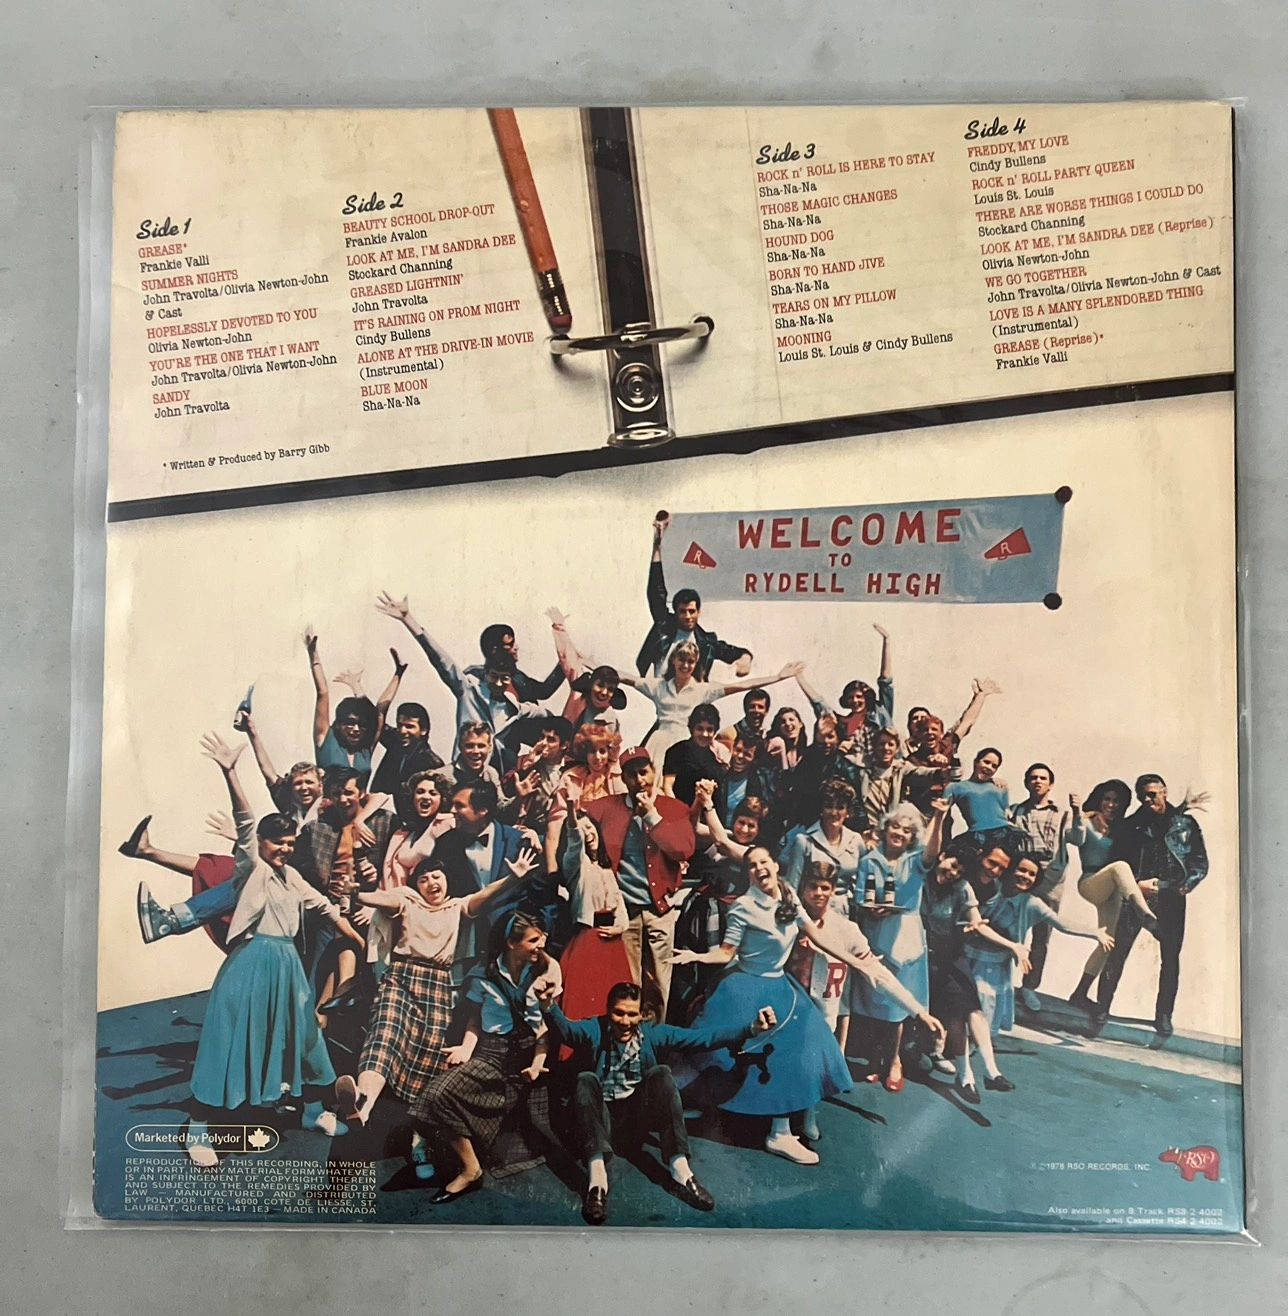 Side 1
GREASE*
Frankie Valli
SUMMER NIGHTS
John Travolta/Olivia Newton-John
& Cast
HOPELESSLY DEVOTED TO YOU
Olivia Newton-John
YOU'RE THE ONE THAT I WANT
John Travolta/Olivia Newton-John
SANDY
John Travolta
* Written & Produced by Barry Gibb
Side 2
BEAUTY SCHOOL DROP-OUT
Frankie Avalon
LOOK AT ME, I'M SANDRA DEE
Stockard Channing
GREASED LIGHTNIN'
John Travolta
IT'S RAINING ON PROM NIGHT
Cindy Bullens
ALONE AT THE DRIVE-IN MOVIE
(Instrumental)
BLUE MOON
Sha-Na-Na
Side 3
ROCK n' ROLL IS HERE TO STAY
Sha-Na-Na
THOSE MAGIC CHANGES
Sha-Na-Na
HOUND DOG
Sha-Na-Na
BORN TO HAND JIVE
Sha-Na-Na
TEARS ON MY PILLOW
Sha-Na-Na
MOONING
Louis St. Louis & Cindy Bullens
Side 4
FREDDY, MY LOVE
Cindy Bullens
ROCK n' ROLL PARTY QUEEN
Louis St. Louis
THERE ARE WORSE THINGS I COULD DO
Stockard Channing
LOOK AT ME, I'M SANDRA DEE (Reprise)
Olivia Newton-John
WE GO TOGETHER
John Travolta/Olivia Newton-John & Cast
LOVE IS A MANY SPLENDORED THING
(Instrumental)
GREASE (Reprise)*
Frankie Valli
WELCOME
R TO R
RYDELL HIGH
R
Marketed by Polydor
REPRODUCTION OF THIS RECORDING, IN WHOLE
OR IN PART, IN ANY MATERIAL FORM WHATEVER
IS AN INFRINGEMENT OF COPYRIGHT THEREIN
AND SUBJECT TO THE REMEDIES PROVIDED BY
LAW — MANUFACTURED AND DISTRIBUTED
BY POLYDOR LTD., 6000 COTE DE LIESSE, ST.
LAURENT, QUEBEC H4T 1E3 — MADE IN CANADA
℗ ©1978 RSO RECORDS, INC.
RSO
Also available on 8 Track RS8-2-4002
and Cassette RS4-2-4002